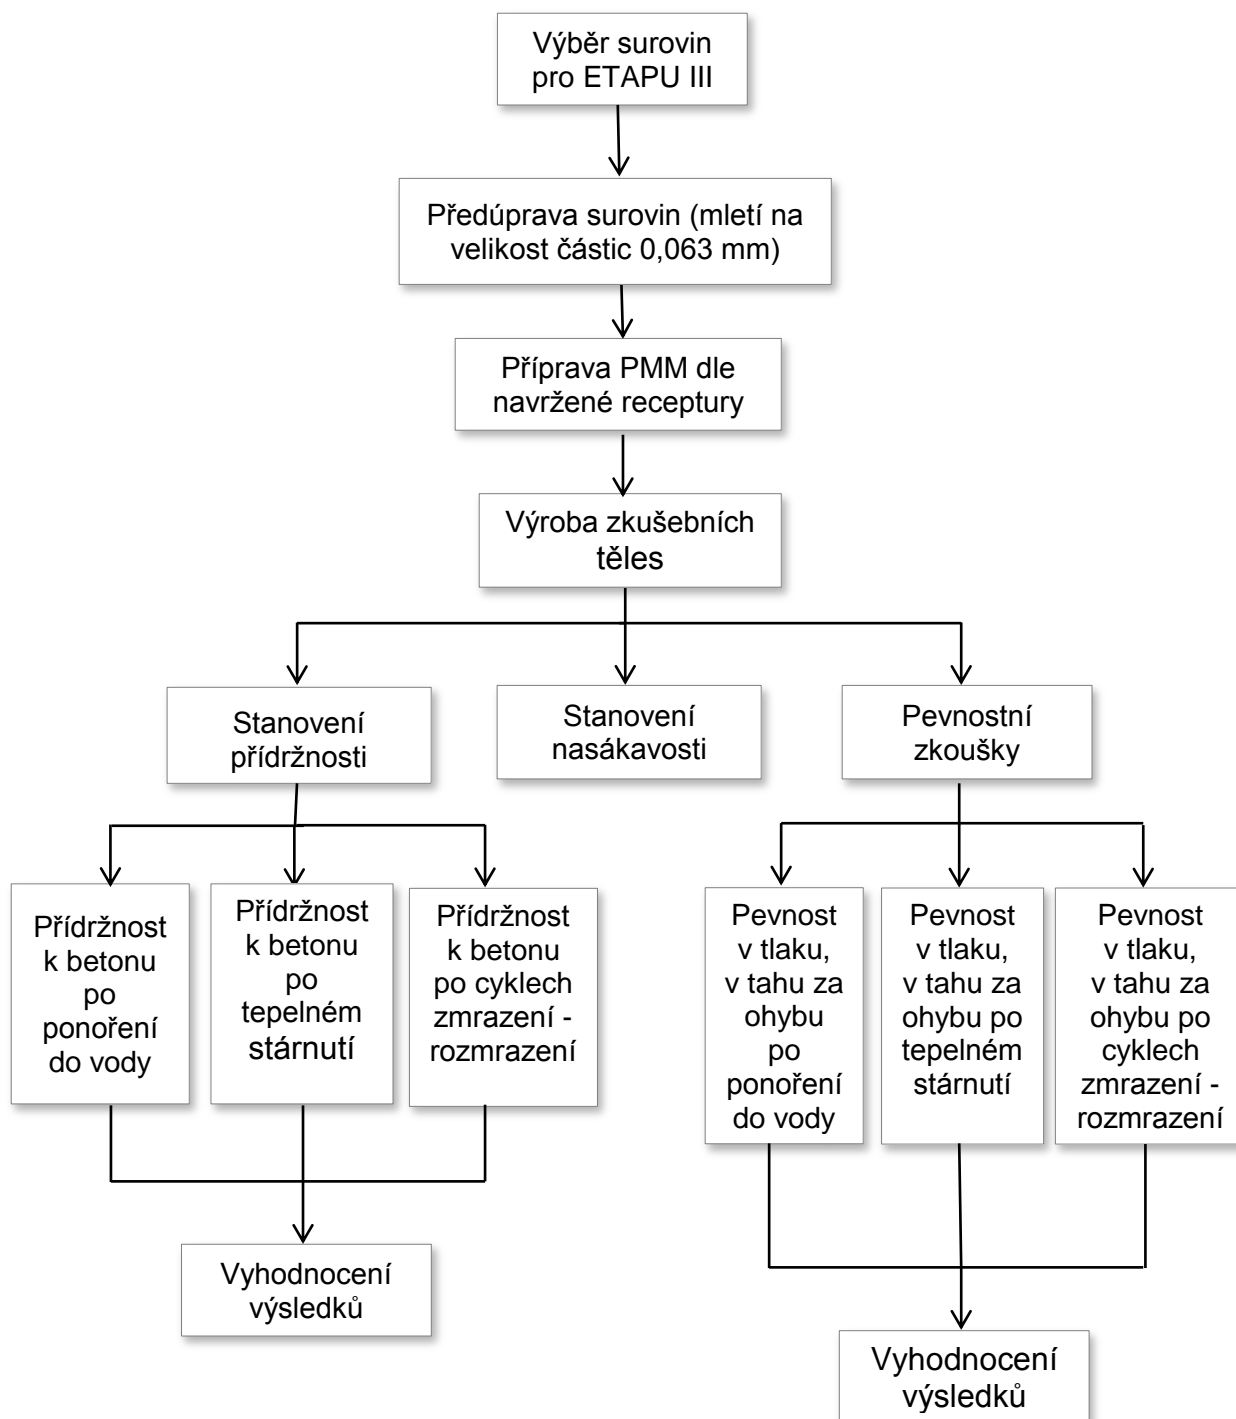 Výběr surovin
pro ETAPU III
Předúprava surovin (mletí na
velikost částic 0,063 mm)
Příprava PMM dle
navržené receptury
Výroba zkušebních
těles
Stanovení
přídržnosti
Stanovení
nasákavosti
Pevnostní
zkoušky
Přídržnost
k betonu
po
ponoření
do vody
Přídržnost
k betonu
po
tepelném
stárnutí
Přídržnost
k betonu
po cyklech
zmrazení -
rozmrazení
Pevnost
v tlaku,
v tahu za
ohybu
po
ponoření
do vody
Pevnost
v tlaku,
v tahu za
ohybu po
tepelném
stárnutí
Pevnost
v tlaku,
v tahu za
ohybu po
cyklech
zmrazení -
rozmrazení
Vyhodnocení
výsledků
Vyhodnocení
výsledků